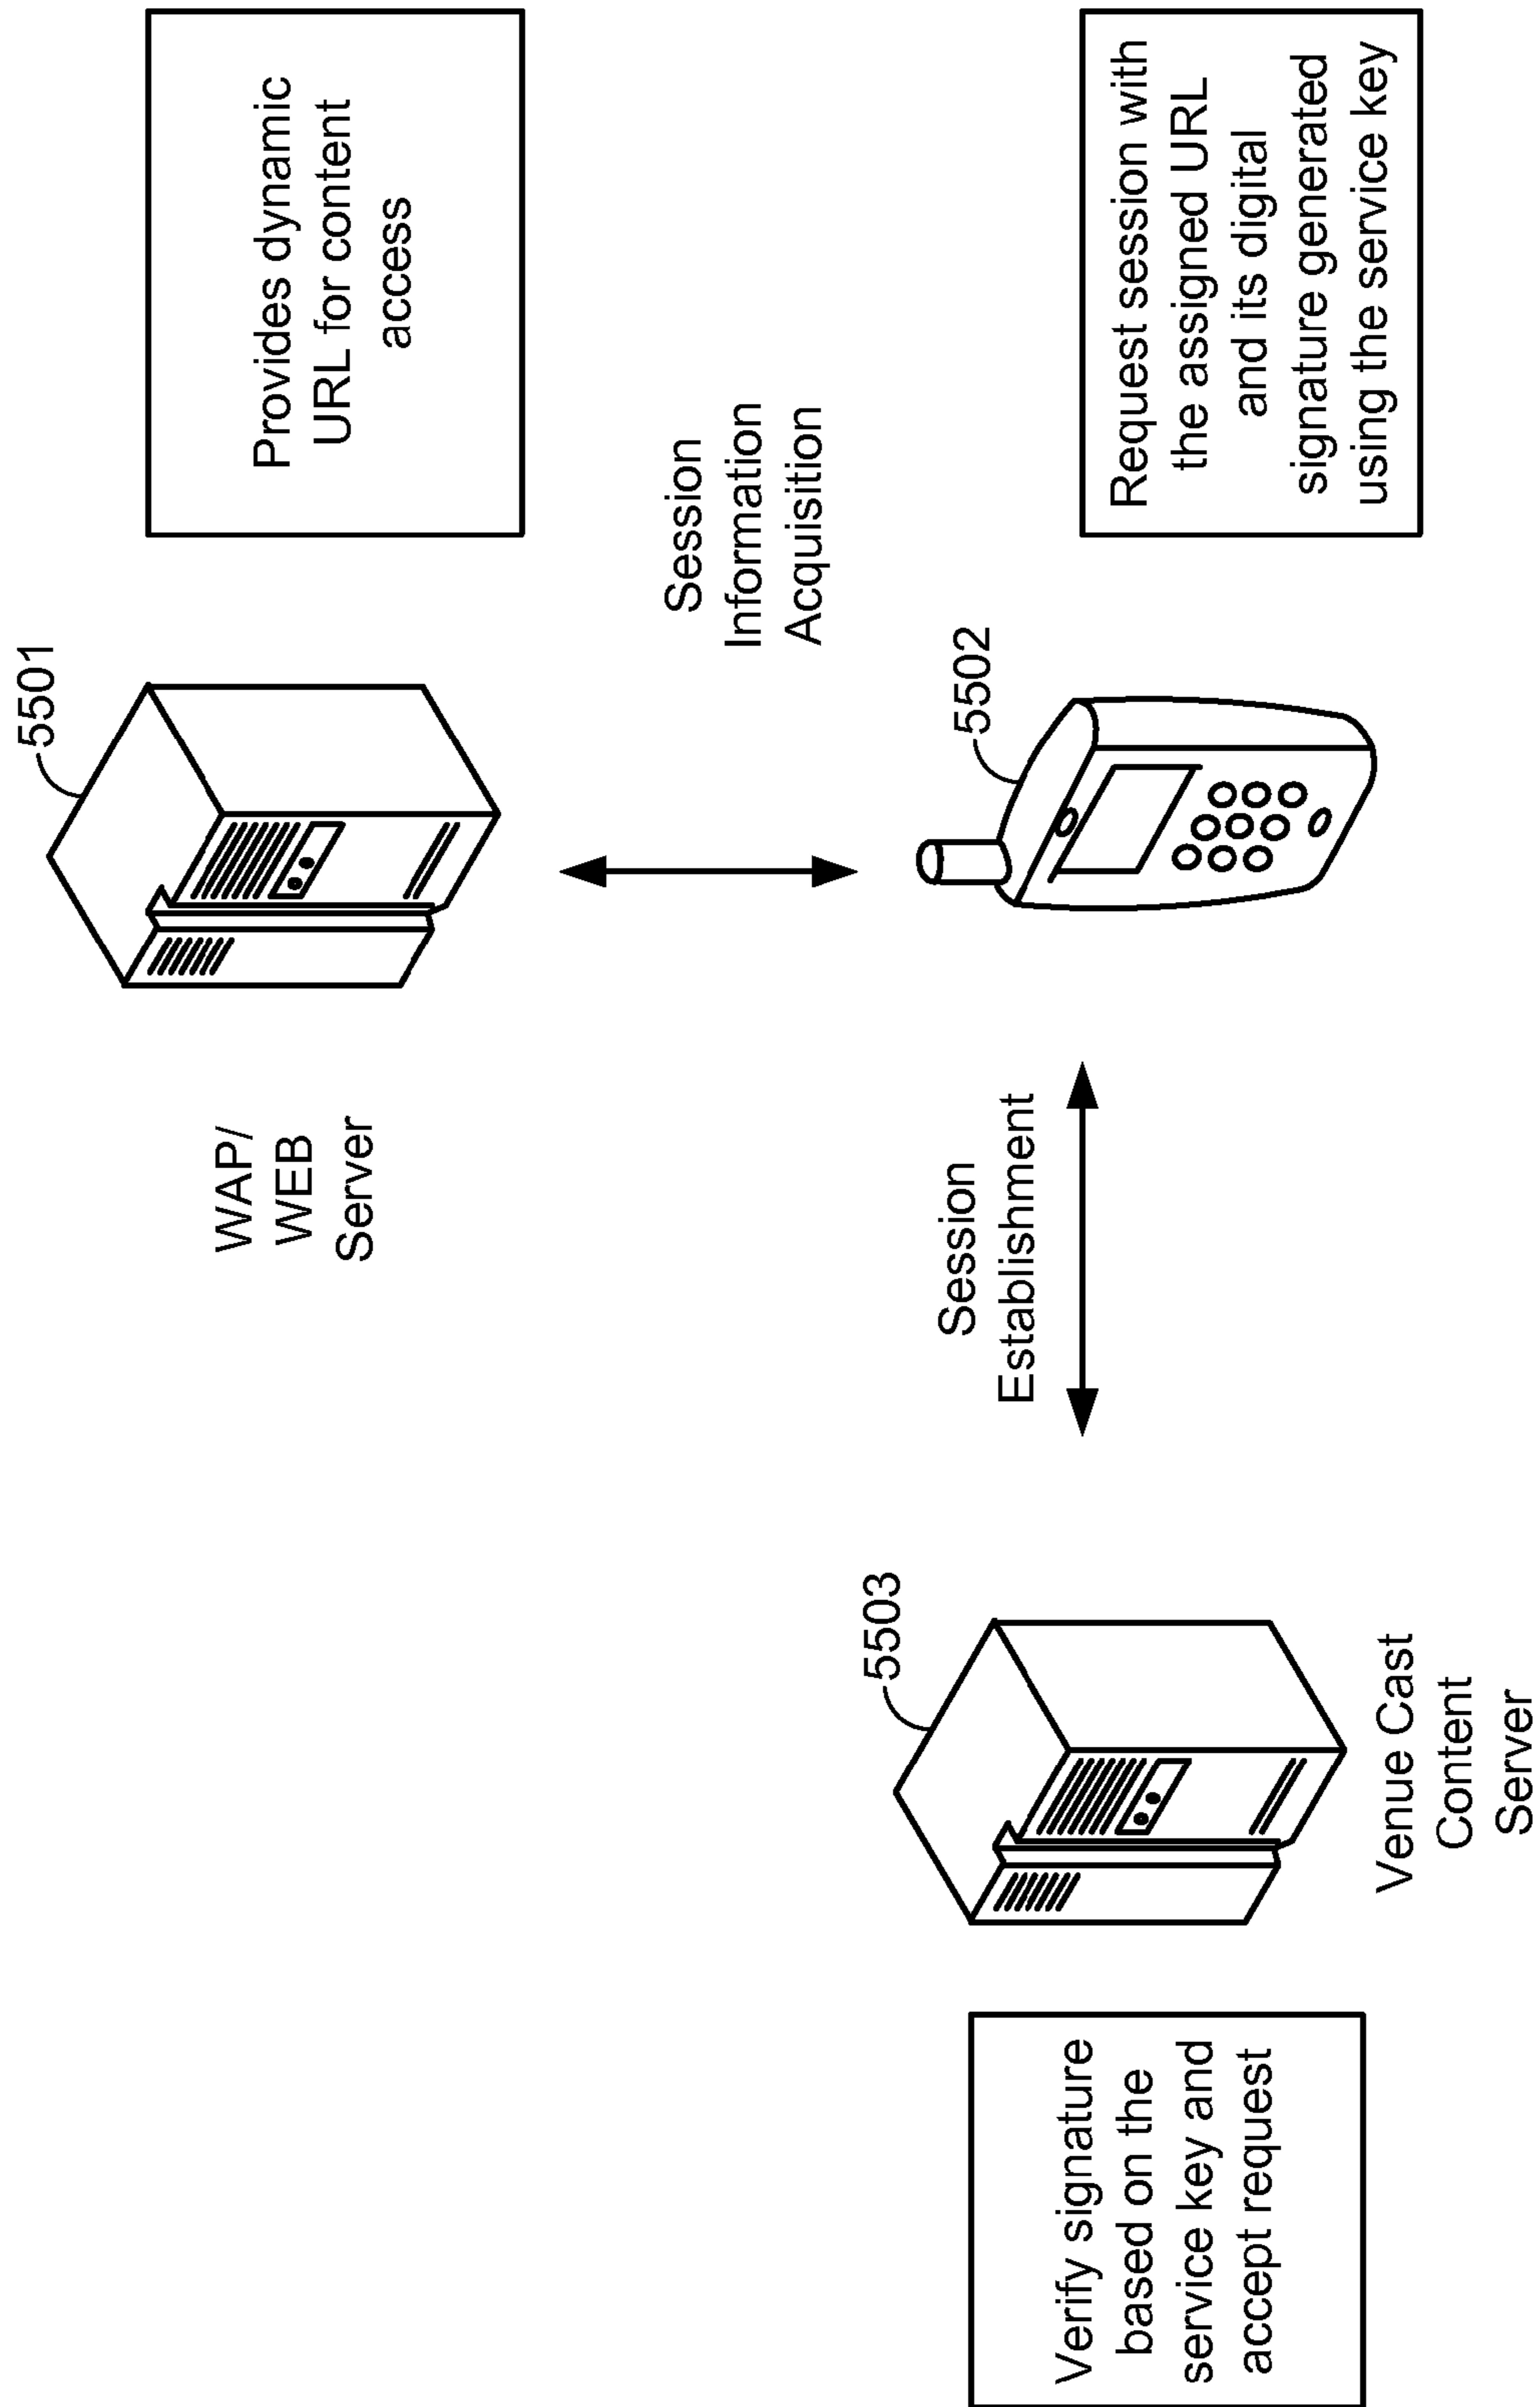 5501
WAP/
WEB
Server
Provides dynamic
URL for content
access
Session
Information
Acquisition
5502
Session
Establishment
Request session with
the assigned URL
and its digital
signature generated
using the service key
5503
Venue Cast
Content
Server
Verify signature
based on the
service key and
accept request